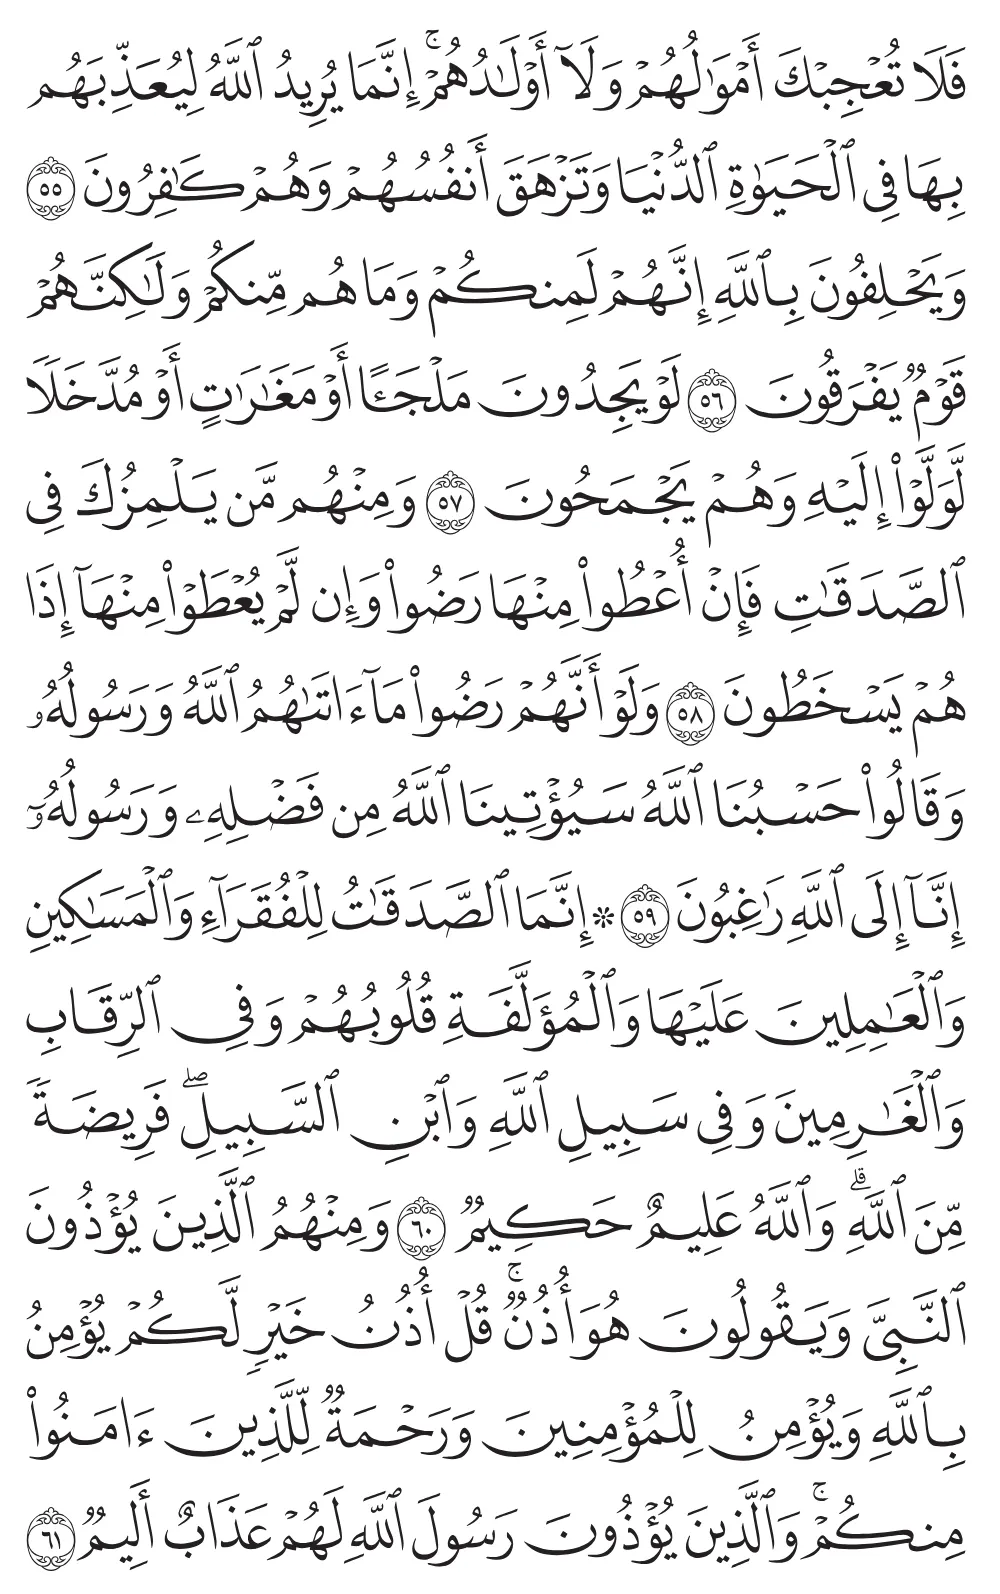 فَلَا تُعۡجِبۡكَ أَمۡوَٰلُهُمۡ وَلَآ أَوۡلَٰدُهُمۡۚ إِنَّمَا يُرِيدُ ٱللَّهُ لِيُعَذِّبَهُم
بِهَا فِي ٱلۡحَيَوٰةِ ٱلدُّنۡيَا وَتَزۡهَقَ أَنفُسُهُمۡ وَهُمۡ كَٰفِرُونَ ٥٥
وَيَحۡلِفُونَ بِٱللَّهِ إِنَّهُمۡ لَمِنكُمۡ وَمَا هُم مِّنكُمۡ وَلَٰكِنَّهُمۡ
قَوۡمٞ يَفۡرَقُونَ ٥٦ لَوۡ يَجِدُونَ مَلۡجَـًٔا أَوۡ مَغَٰرَٰتٍ أَوۡ مُدَّخَلٗا
لَّوَلَّوۡاْ إِلَيۡهِ وَهُمۡ يَجۡمَحُونَ ٥٧ وَمِنۡهُم مَّن يَلۡمِزُكَ فِي
ٱلصَّدَقَٰتِ فَإِنۡ أُعۡطُواْ مِنۡهَا رَضُواْ وَإِن لَّمۡ يُعۡطَوۡاْ مِنۡهَآ إِذَا
هُمۡ يَسۡخَطُونَ ٥٨ وَلَوۡ أَنَّهُمۡ رَضُواْ مَآ ءَاتَىٰهُمُ ٱللَّهُ وَرَسُولُهُۥ
وَقَالُواْ حَسۡبُنَا ٱللَّهُ سَيُؤۡتِينَا ٱللَّهُ مِن فَضۡلِهِۦ وَرَسُولُهُۥٓ
إِنَّآ إِلَى ٱللَّهِ رَٰغِبُونَ ٥٩ ۞ إِنَّمَا ٱلصَّدَقَٰتُ لِلۡفُقَرَآءِ وَٱلۡمَسَٰكِينِ
وَٱلۡعَٰمِلِينَ عَلَيۡهَا وَٱلۡمُؤَلَّفَةِ قُلُوبُهُمۡ وَفِي ٱلرِّقَابِ
وَٱلۡغَٰرِمِينَ وَفِي سَبِيلِ ٱللَّهِ وَٱبۡنِ ٱلسَّبِيلِۖ فَرِيضَةٗ
مِّنَ ٱللَّهِۗ وَٱللَّهُ عَلِيمٌ حَكِيمٞ ٦٠ وَمِنۡهُمُ ٱلَّذِينَ يُؤۡذُونَ
ٱلنَّبِيَّ وَيَقُولُونَ هُوَ أُذُنٞۚ قُلۡ أُذُنُ خَيۡرٖ لَّكُمۡ يُؤۡمِنُ
بِٱللَّهِ وَيُؤۡمِنُ لِلۡمُؤۡمِنِينَ وَرَحۡمَةٞ لِّلَّذِينَ ءَامَنُواْ
مِنكُمۡۚ وَٱلَّذِينَ يُؤۡذُونَ رَسُولَ ٱللَّهِ لَهُمۡ عَذَابٌ أَلِيمٞ ٦١